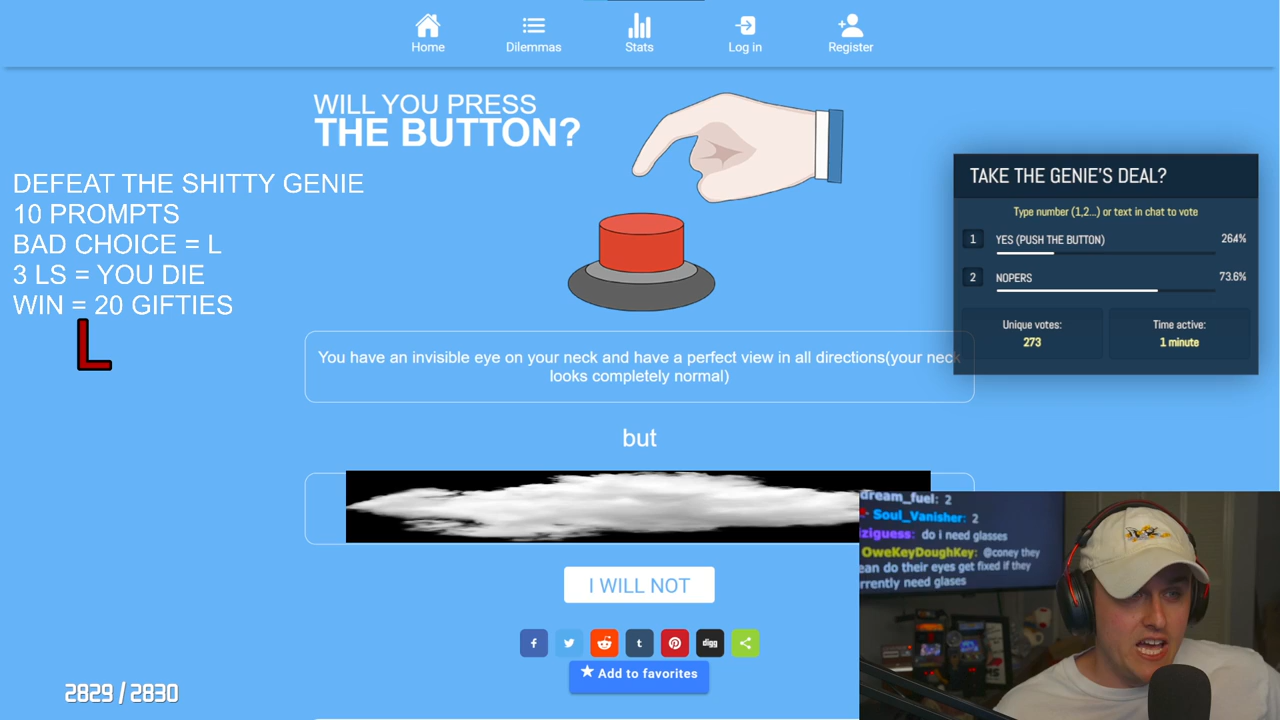 Home
Dilemmas
Stats
Log in
Register
WILL YOU PRESS
THE BUTTON?
DEFEAT THE SHITTY GENIE
10 PROMPTS
BAD CHOICE = L
3 LS = YOU DIE
WIN = 20 GIFTIES
L
TAKE THE GENIE'S DEAL?
Type number (1,2...) or text in chat to vote
1 YES (PUSH THE BUTTON) 26.4%
2 NOPERS 73.6%
Unique votes:
273
Time active:
1 minute
You have an invisible eye on your neck and have a perfect view in all directions(your neck
looks completely normal)
but
I WILL NOT
f
t
digg
Add to favorites
2829 / 2830
dream_fuel: 2
Soul_Vanisher: 2
ziguess: do i need glasses
OweKeyDoughKey: @coney they
ean do their eyes get fixed if they
rrently need glases